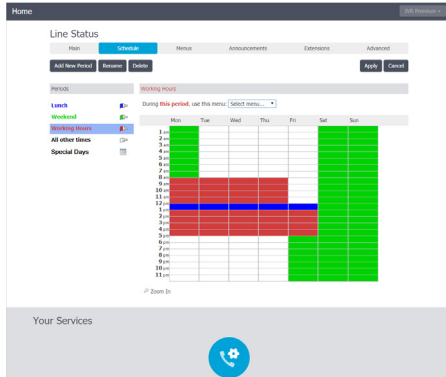 Home
IVR Premium
Line Status
Main Schedule Menus Announcements Extensions Advanced
Add New Period Rename Delete Apply Cancel
Periods Working Hours
Lunch
Weekend
Working Hours
All other times
Special Days
During this period, use this menu: Select menu...
Mon Tue Wed Thu Fri Sat Sun
1 am
2 am
3 am
4 am
5 am
6 am
7 am
8 am
9 am
10 am
11 am
12 pm
1 pm
2 pm
3 pm
4 pm
5 pm
6 pm
7 pm
8 pm
9 pm
10 pm
11 pm
Zoom In
Your Services